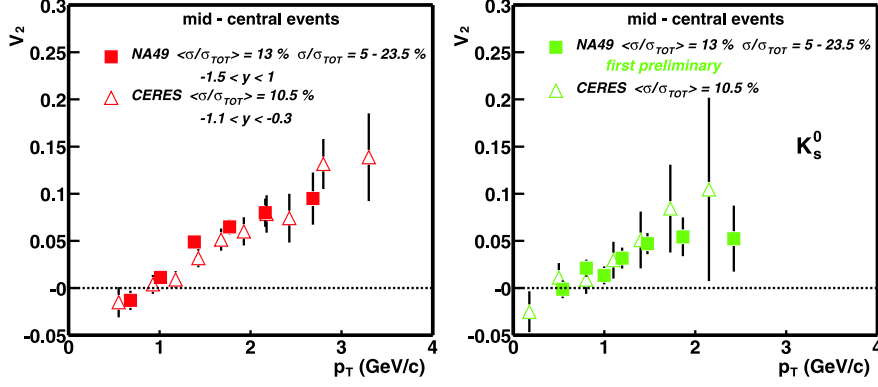 mid - central events
NA49 <σ/σTOT> = 13 % σ/σTOT = 5 - 23.5 %
-1.5 < y < 1
CERES <σ/σTOT> = 10.5 %
-1.1 < y < -0.3
V2
0.3
0.25
0.2
0.15
0.1
0.05
-0
-0.05
0 1 2 3 4
pT (GeV/c)
mid - central events
NA49 <σ/σTOT> = 13 % σ/σTOT = 5 - 23.5 %
first preliminary
CERES <σ/σTOT> = 10.5 %
K0s
V2
0.3
0.25
0.2
0.15
0.1
0.05
-0
-0.05
0 1 2 3 4
pT (GeV/c)